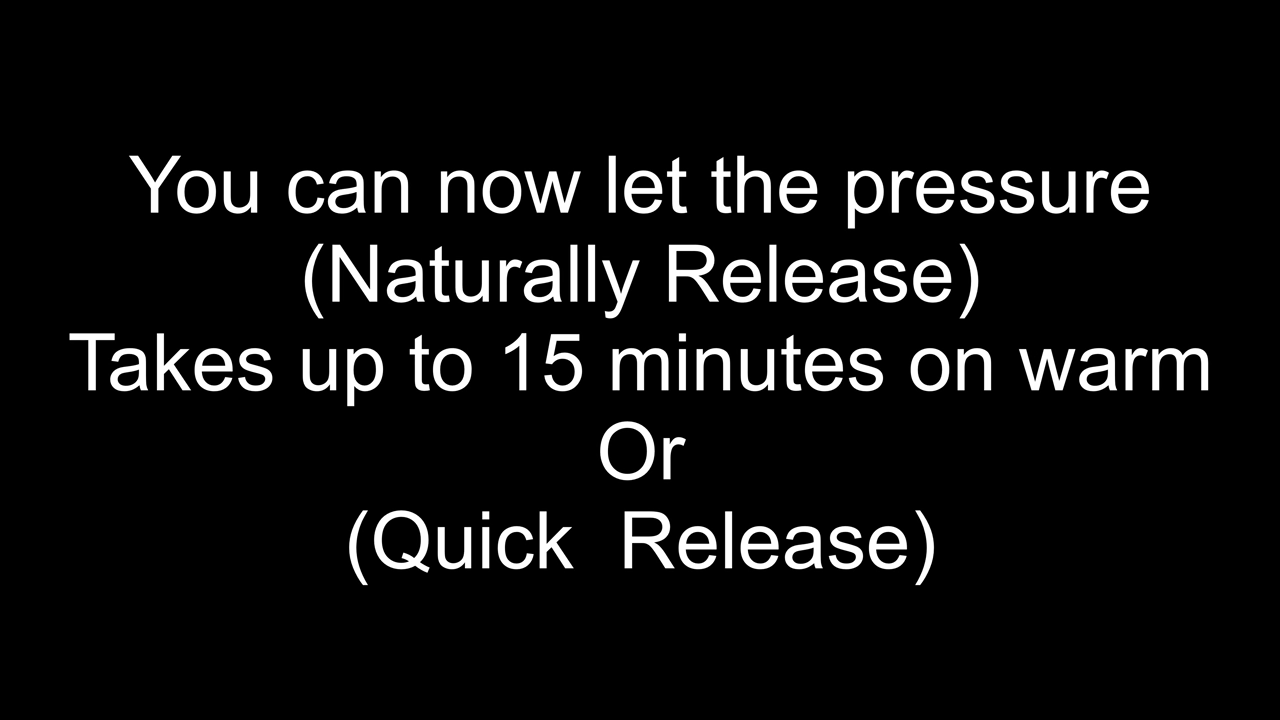 You can now let the pressure
(Naturally Release)
Takes up to 15 minutes on warm
Or
(Quick  Release)